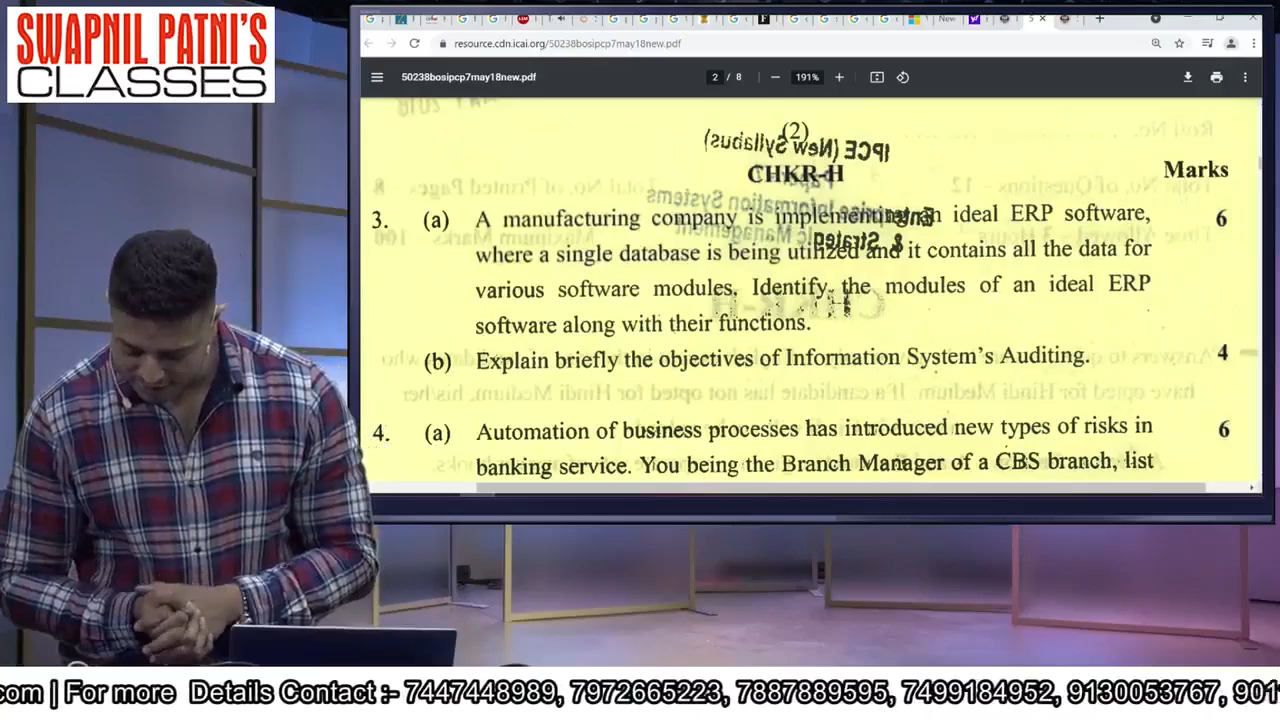 SWAPNIL PATNI'S
CLASSES
resource.cdn.icai.org/50238bosipcp7may18new.pdf
50238bosipcp7may18new.pdf
2 / 8
191%
(2)
IPCE (New Syllabus)
CHKR-H
Marks
3. (a) A manufacturing company is implementing an ideal ERP software, 6
where a single database is being utilized and it contains all the data for
various software modules. Identify the modules of an ideal ERP
software along with their functions.
(b) Explain briefly the objectives of Information System's Auditing. 4
4. (a) Automation of business processes has introduced new types of risks in 6
banking service. You being the Branch Manager of a CBS branch, list
com | For more Details Contact :- 7447448989, 7972665223, 7887889595, 7499184952, 9130053767, 901